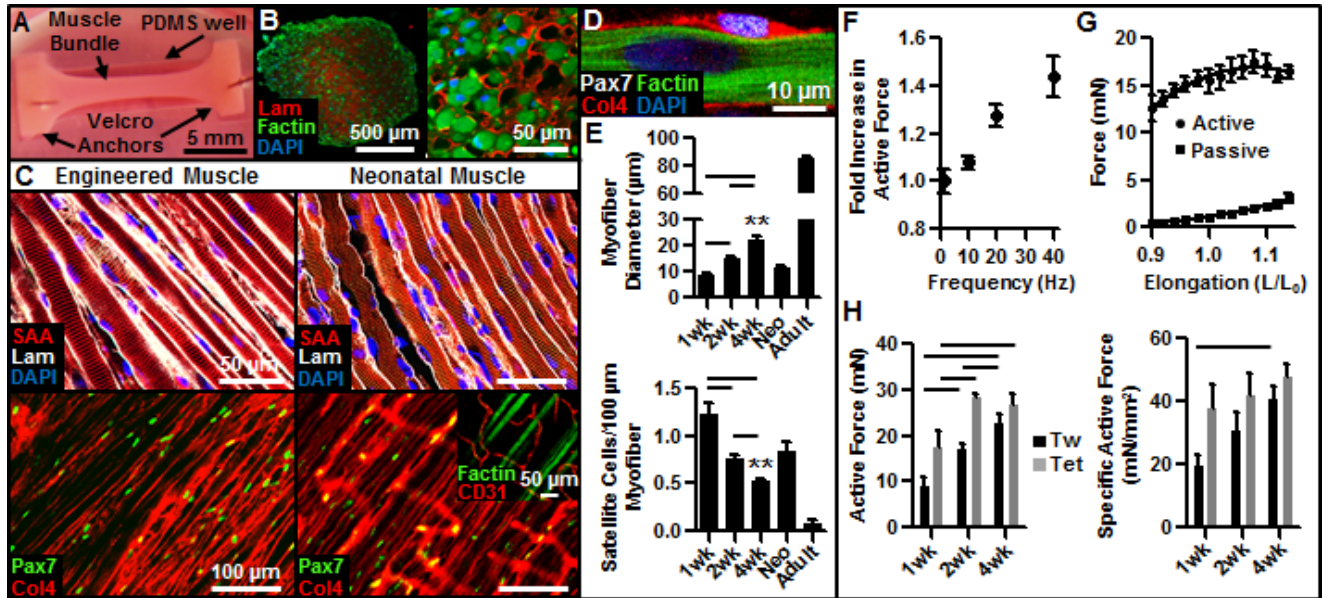 A
Muscle
Bundle
PDMS well
Velcro
Anchors
5 mm
B
Lam
Factin
DAPI
500 µm
50 µm
C
Engineered Muscle
Neonatal Muscle
SAA
Lam
DAPI
50 µm
SAA
Lam
DAPI
Pax7
Col4
100 µm
Pax7
Col4
Factin
CD31
50 µm
D
Pax7 Factin
Col4 DAPI
10 µm
E
Myofiber
Diameter (µm)
100
80
60
30
20
10
0
**
1wk
2wk
4wk
Neo
Adult
Satellite Cells/100 µm
Myofiber
1.5
1.0
0.5
0.0
**
1wk
2wk
4wk
Neo
Adult
F
Fold Increase in
Active Force
1.6
1.4
1.2
1.0
0.8
0 10 20 30 40
Frequency (Hz)
G
Force (mN)
20
15
10
5
0
Active
Passive
0.9 1.0 1.1
Elongation (L/L0)
H
Active Force (mN)
40
30
20
10
0
1wk
2wk
4wk
Tw
Tet
Specific Active Force
(mN/mm²)
60
40
20
0
1wk
2wk
4wk